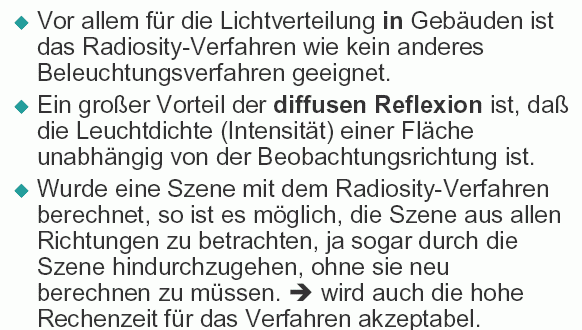 ◆ Vor allem für die Lichtverteilung in Gebäuden ist
das Radiosity-Verfahren wie kein anderes
Beleuchtungsverfahren geeignet.
◆ Ein großer Vorteil der diffusen Reflexion ist, daß
die Leuchtdichte (Intensität) einer Fläche
unabhängig von der Beobachtungsrichtung ist.
◆ Wurde eine Szene mit dem Radiosity-Verfahren
berechnet, so ist es möglich, die Szene aus allen
Richtungen zu betrachten, ja sogar durch die
Szene hindurchzugehen, ohne sie neu
berechnen zu müssen. ➔ wird auch die hohe
Rechenzeit für das Verfahren akzeptabel.